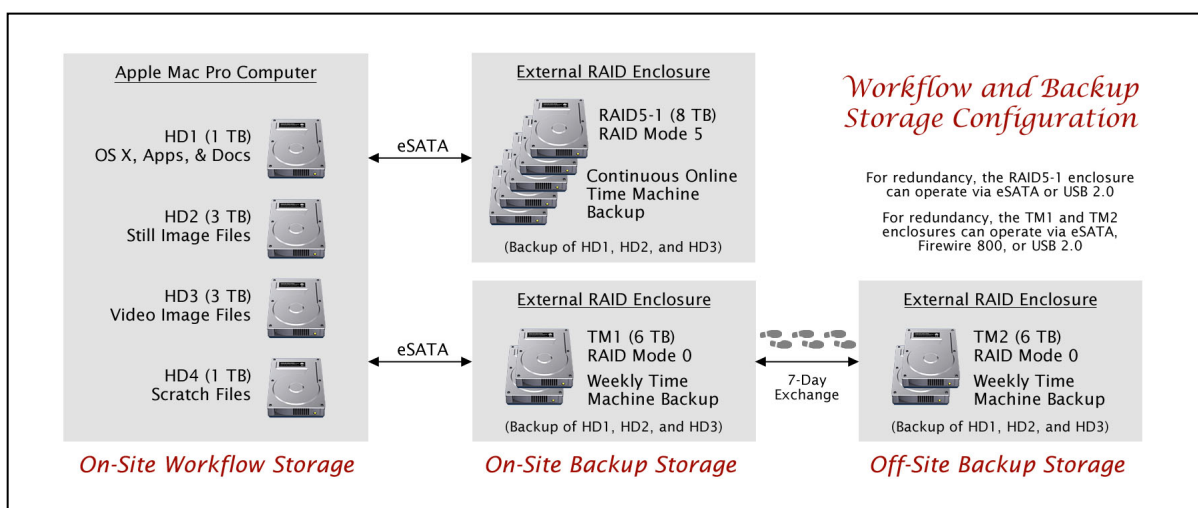 Apple Mac Pro Computer
HD1 (1 TB)
OS X, Apps, & Docs
HD2 (3 TB)
Still Image Files
HD3 (3 TB)
Video Image Files
HD4 (1 TB)
Scratch Files
On-Site Workflow Storage
eSATA
eSATA
External RAID Enclosure
RAID5-1 (8 TB)
RAID Mode 5
Continuous Online
Time Machine
Backup
(Backup of HD1, HD2, and HD3)
External RAID Enclosure
TM1 (6 TB)
RAID Mode 0
Weekly Time
Machine Backup
(Backup of HD1, HD2, and HD3)
On-Site Backup Storage
7-Day
Exchange
Workflow and Backup
Storage Configuration
For redundancy, the RAID5-1 enclosure
can operate via eSATA or USB 2.0
For redundancy, the TM1 and TM2
enclosures can operate via eSATA,
Firewire 800, or USB 2.0
External RAID Enclosure
TM2 (6 TB)
RAID Mode 0
Weekly Time
Machine Backup
(Backup of HD1, HD2, and HD3)
Off-Site Backup Storage